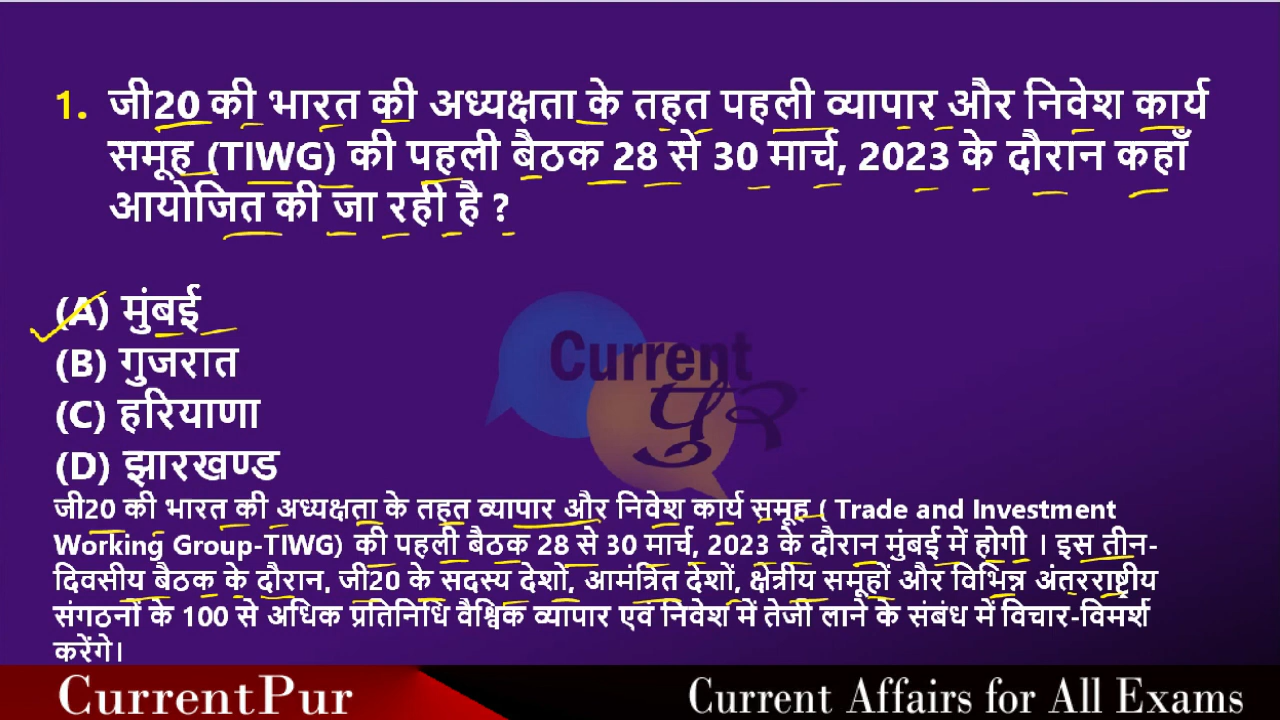 1. जी20 की भारत की अध्यक्षता के तहत पहली व्यापार और निवेश कार्य
समूह (TIWG) की पहली बैठक 28 से 30 मार्च, 2023 के दौरान कहाँ
आयोजित की जा रही है ?
(A) मुंबई
(B) गुजरात
(C) हरियाणा
(D) झारखण्ड
Current
पुर
जी20 की भारत की अध्यक्षता के तहत व्यापार और निवेश कार्य समूह ( Trade and Investment
Working Group-TIWG) की पहली बैठक 28 से 30 मार्च, 2023 के दौरान मुंबई में होगी । इस तीन-
दिवसीय बैठक के दौरान, जी20 के सदस्य देशों, आमंत्रित देशों, क्षेत्रीय समूहों और विभिन्न अंतरराष्ट्रीय
संगठनों के 100 से अधिक प्रतिनिधि वैश्विक व्यापार एवं निवेश में तेजी लाने के संबंध में विचार-विमर्श
करेंगे।
CurrentPur
Current Affairs for All Exams